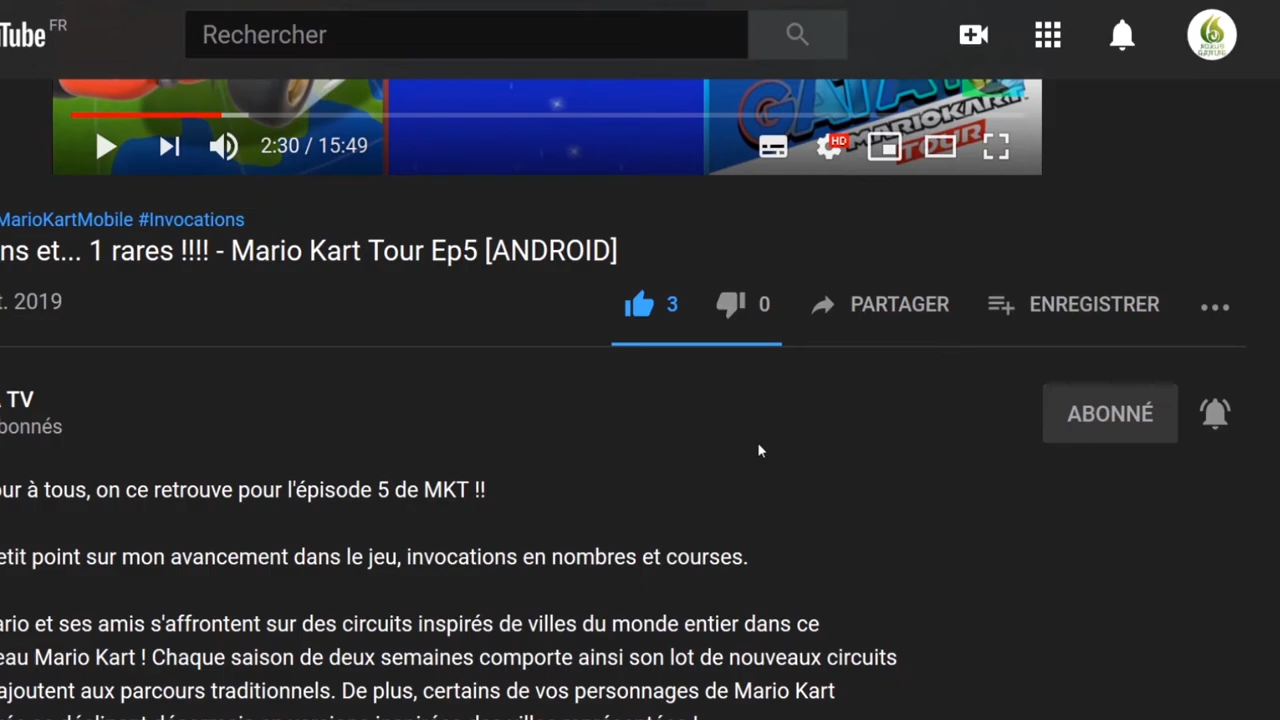 Tube FR
Rechercher
MARIOKART
TOUR
HD
2:30 / 15:49
MarioKartMobile #Invocations
ns et... 1 rares !!!! - Mario Kart Tour Ep5 [ANDROID]
t. 2019
3
0
PARTAGER
ENREGISTRER
TV
bonnés
ABONNÉ
ur à tous, on ce retrouve pour l'épisode 5 de MKT !!
etit point sur mon avancement dans le jeu, invocations en nombres et courses.
ario et ses amis s'affrontent sur des circuits inspirés de villes du monde entier dans ce
eau Mario Kart ! Chaque saison de deux semaines comporte ainsi son lot de nouveaux circuits
ajoutent aux parcours traditionnels. De plus, certains de vos personnages de Mario Kart